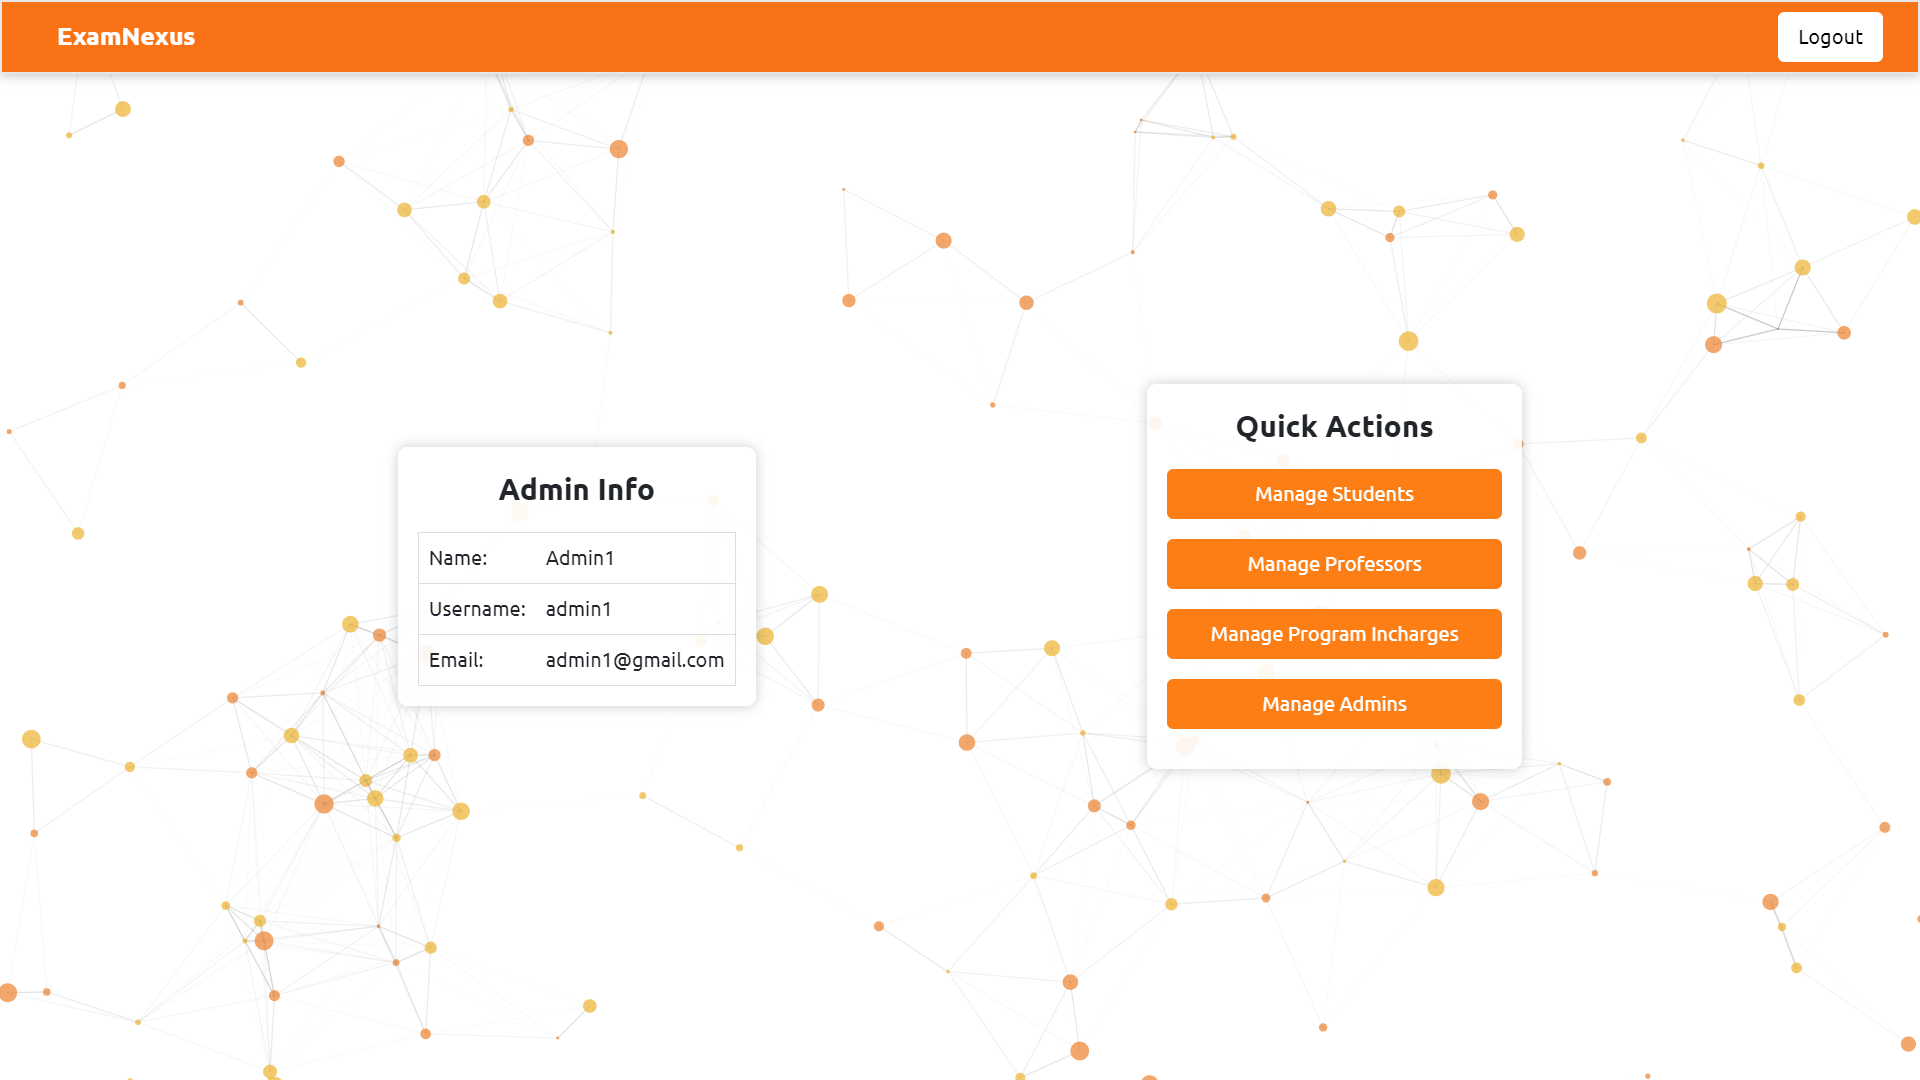 ExamNexus
Logout
Admin Info
Name: Admin1
Username: admin1
Email: admin1@gmail.com
Quick Actions
Manage Students
Manage Professors
Manage Program Incharges
Manage Admins